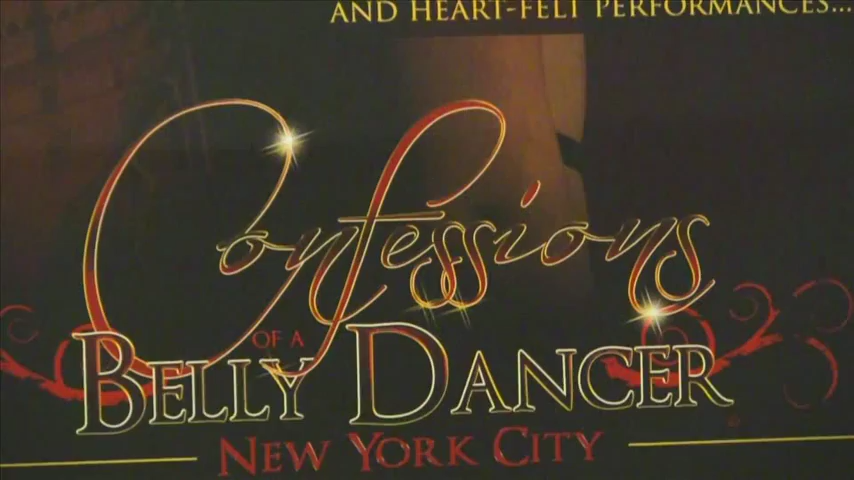 AND HEART-FELT PERFORMANCES...
Confessions
OF A
BELLY DANCER
NEW YORK CITY